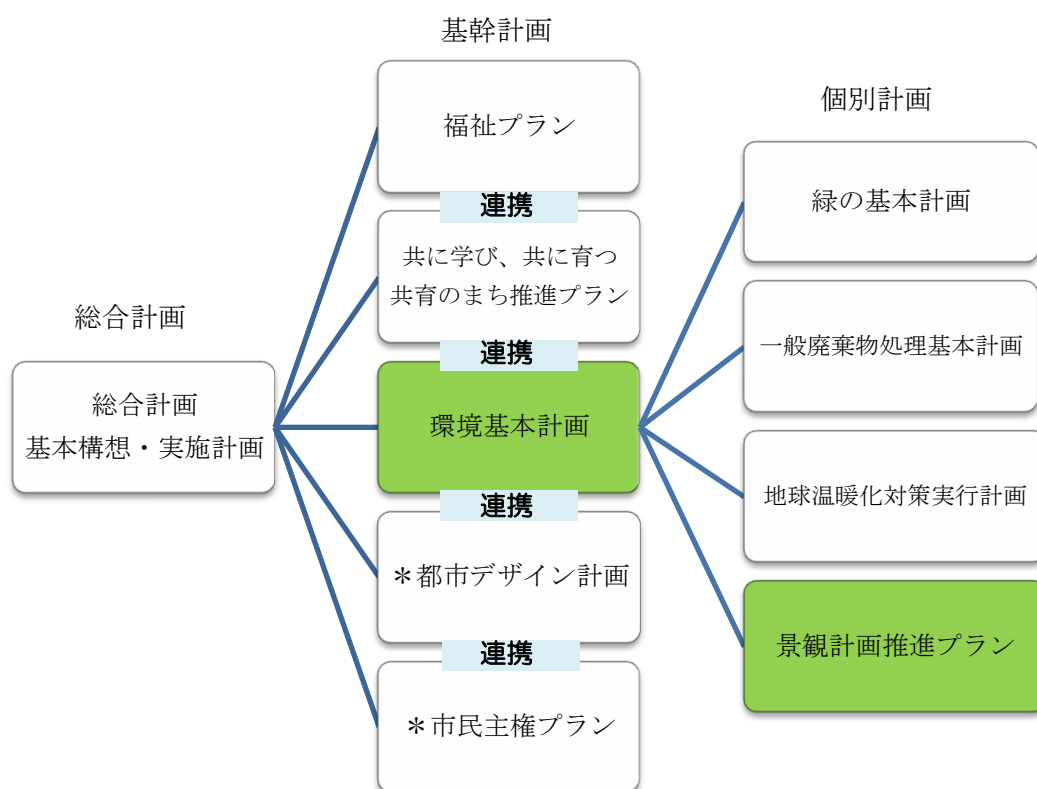 総合計画
総合計画
基本構想・実施計画
基幹計画
福祉プラン
連携
共に学び、共に育つ
共育のまち推進プラン
連携
環境基本計画
連携
＊都市デザイン計画
連携
＊市民主権プラン
個別計画
緑の基本計画
一般廃棄物処理基本計画
地球温暖化対策実行計画
景観計画推進プラン